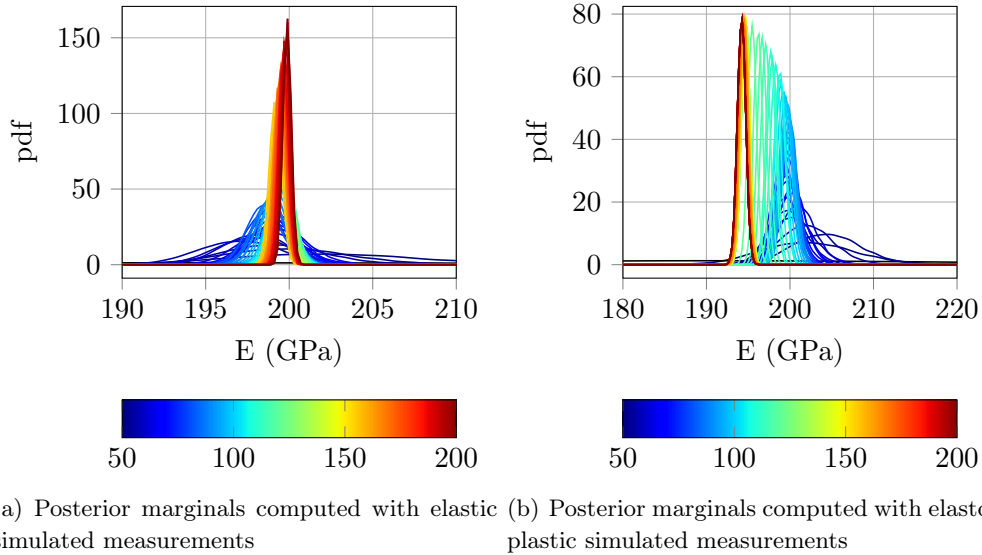 150
100
50
0
pdf
190 195 200 205 210
E (GPa)
50 100 150 200
a) Posterior marginals computed with elastic
simulated measurements
80
60
40
20
0
pdf
180 190 200 210 220
E (GPa)
50 100 150 200
(b) Posterior marginals computed with elasto
plastic simulated measurements